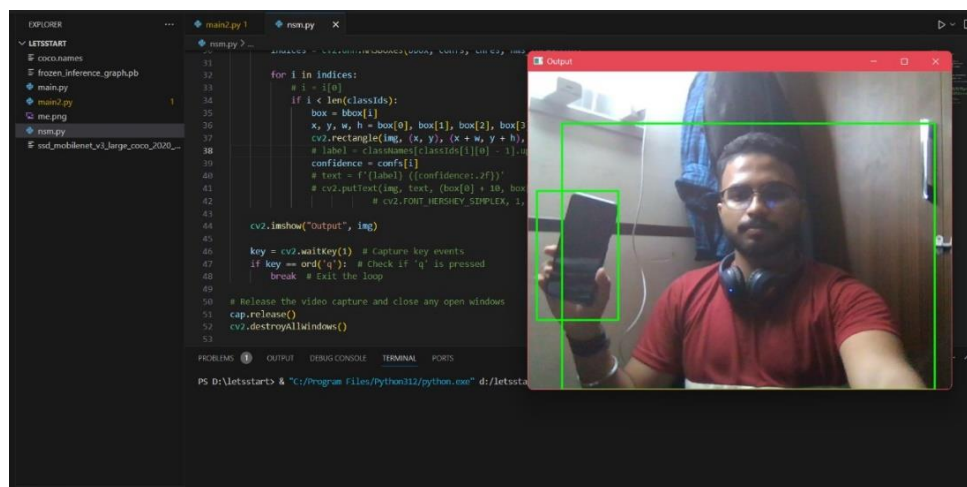 EXPLORER ...
LETSSTART
coco.names
frozen_inference_graph.pb
main.py
main2.py 1
me.png
nsm.py
ssd_mobilenet_v3_large_coco_2020_...
main2.py 1 nsm.py X
nsm.py > ...
31
32 for i in indices:
33 # i = i[0]
34 if i < len(classIds):
35 box = bbox[i]
36 x, y, w, h = box[0], box[1], box[2], box[3
37 cv2.rectangle(img, (x, y), (x + w, y + h),
38 # label = classNames[classIds[i][0] - 1].up
39 confidence = confs[i]
40 # text = f'{label} ({confidence:.2f})'
41 # cv2.putText(img, text, (box[0] + 10, box
42 # cv2.FONT_HERSHEY_SIMPLEX, 1,
43
44 cv2.imshow("Output", img)
45
46 key = cv2.waitKey(1) # Capture key events
47 if key == ord('q'): # Check if 'q' is pressed
48 break # Exit the loop
49
50 # Release the video capture and close any open windows
51 cap.release()
52 cv2.destroyAllWindows()
53
Output
PROBLEMS 1 OUTPUT DEBUG CONSOLE TERMINAL PORTS
PS D:\letsstart> & "C:/Program Files/Python312/python.exe" d:/letssta